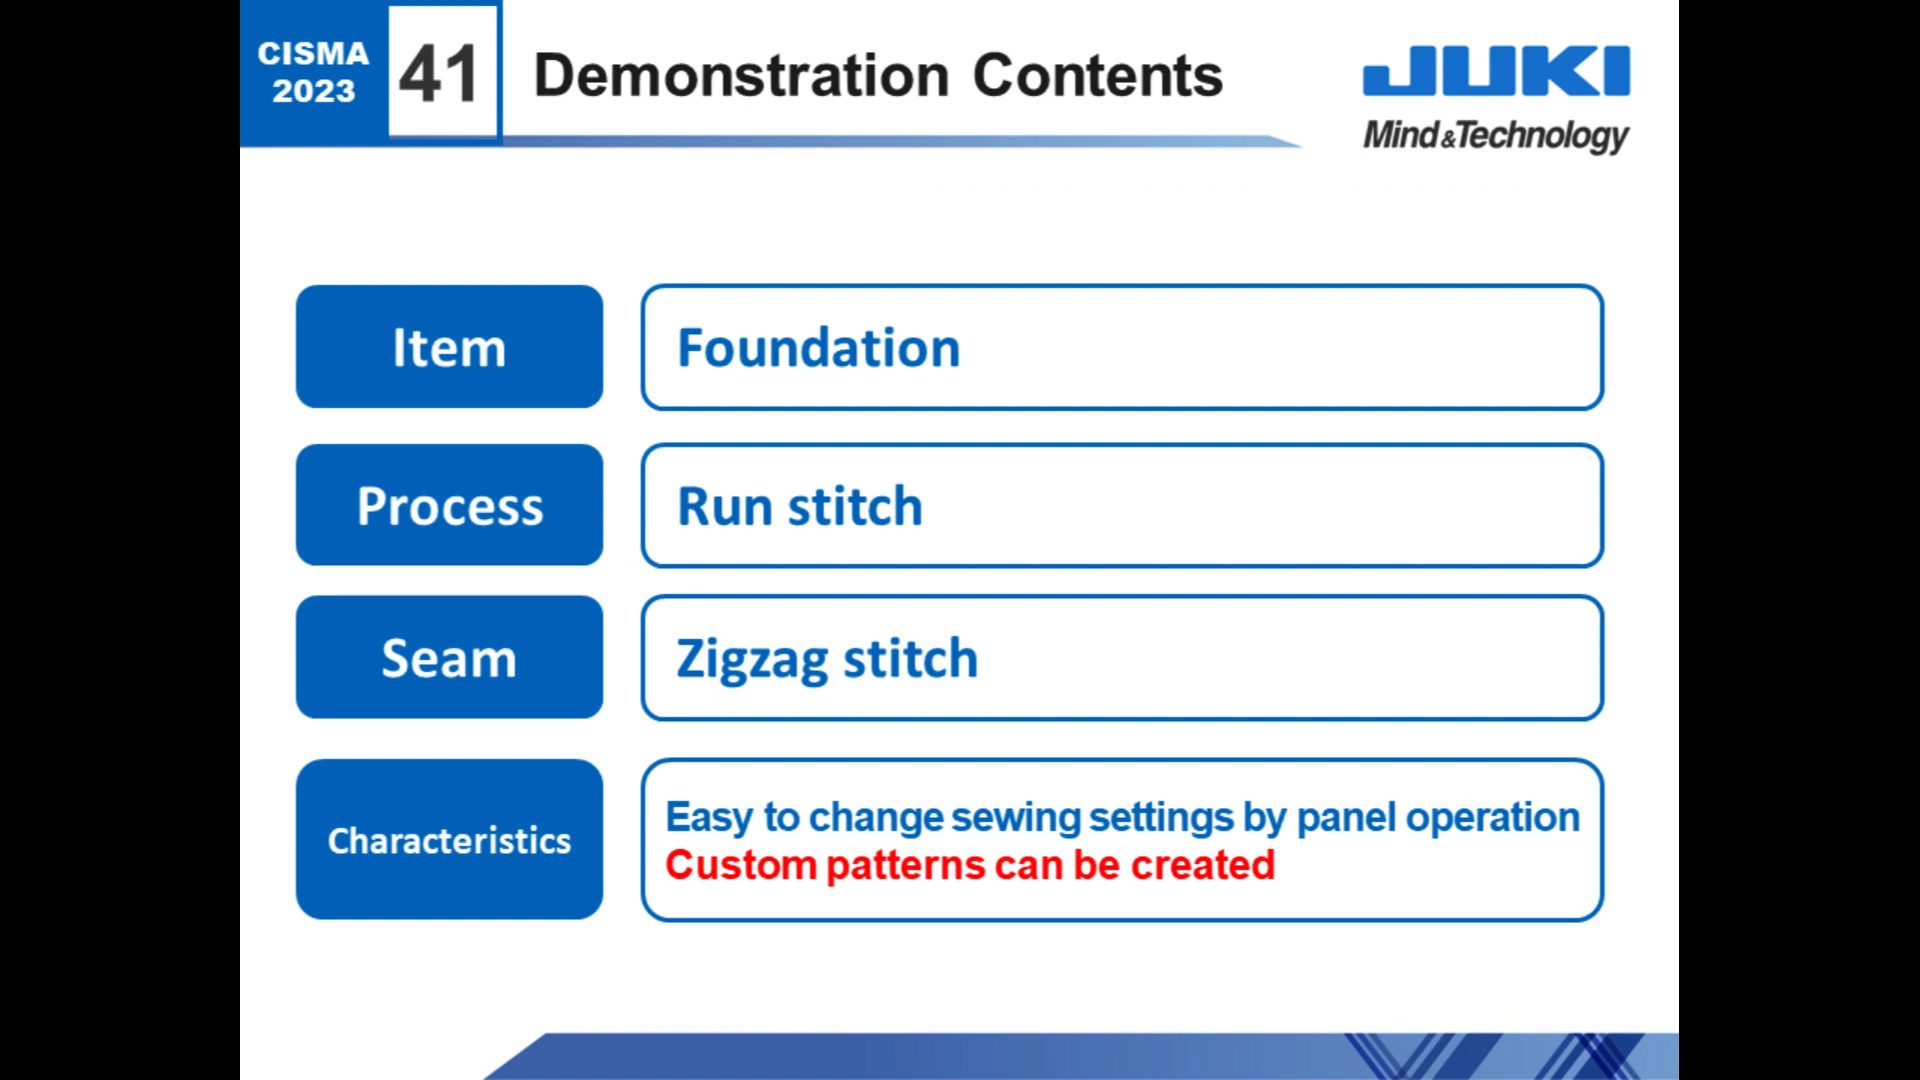 CISMA
2023
41
Demonstration Contents
JUKI
Mind&Technology
Item
Foundation
Process
Run stitch
Seam
Zigzag stitch
Characteristics
Easy to change sewing settings by panel operation
Custom patterns can be created